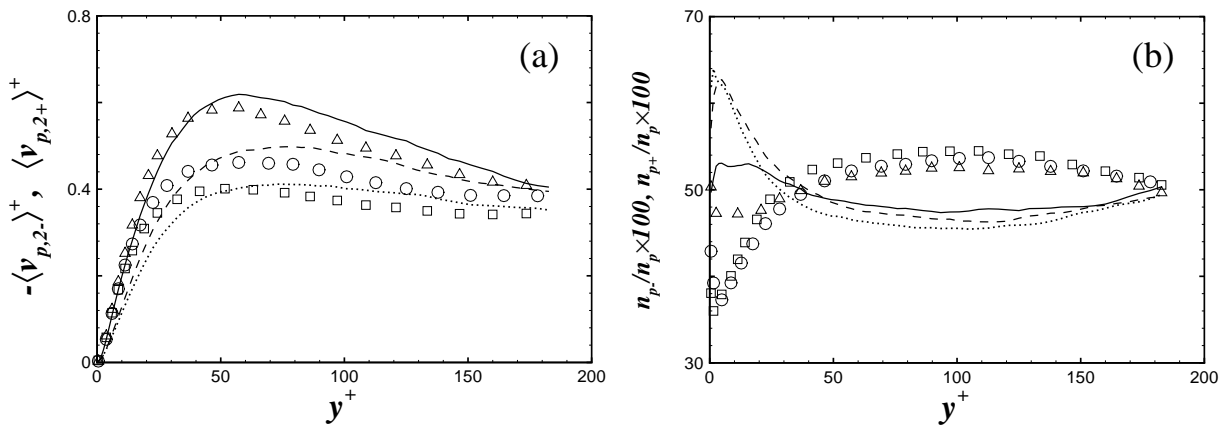 (a)
-⟨v_{p,2-}⟩^+, ⟨v_{p,2+}⟩^+
0.8
0.4
0
0 50 100 150 200
y^+
(b)
n_{p-}/n_p×100, n_{p+}/n_p×100
70
50
30
0 50 100 150 200
y^+